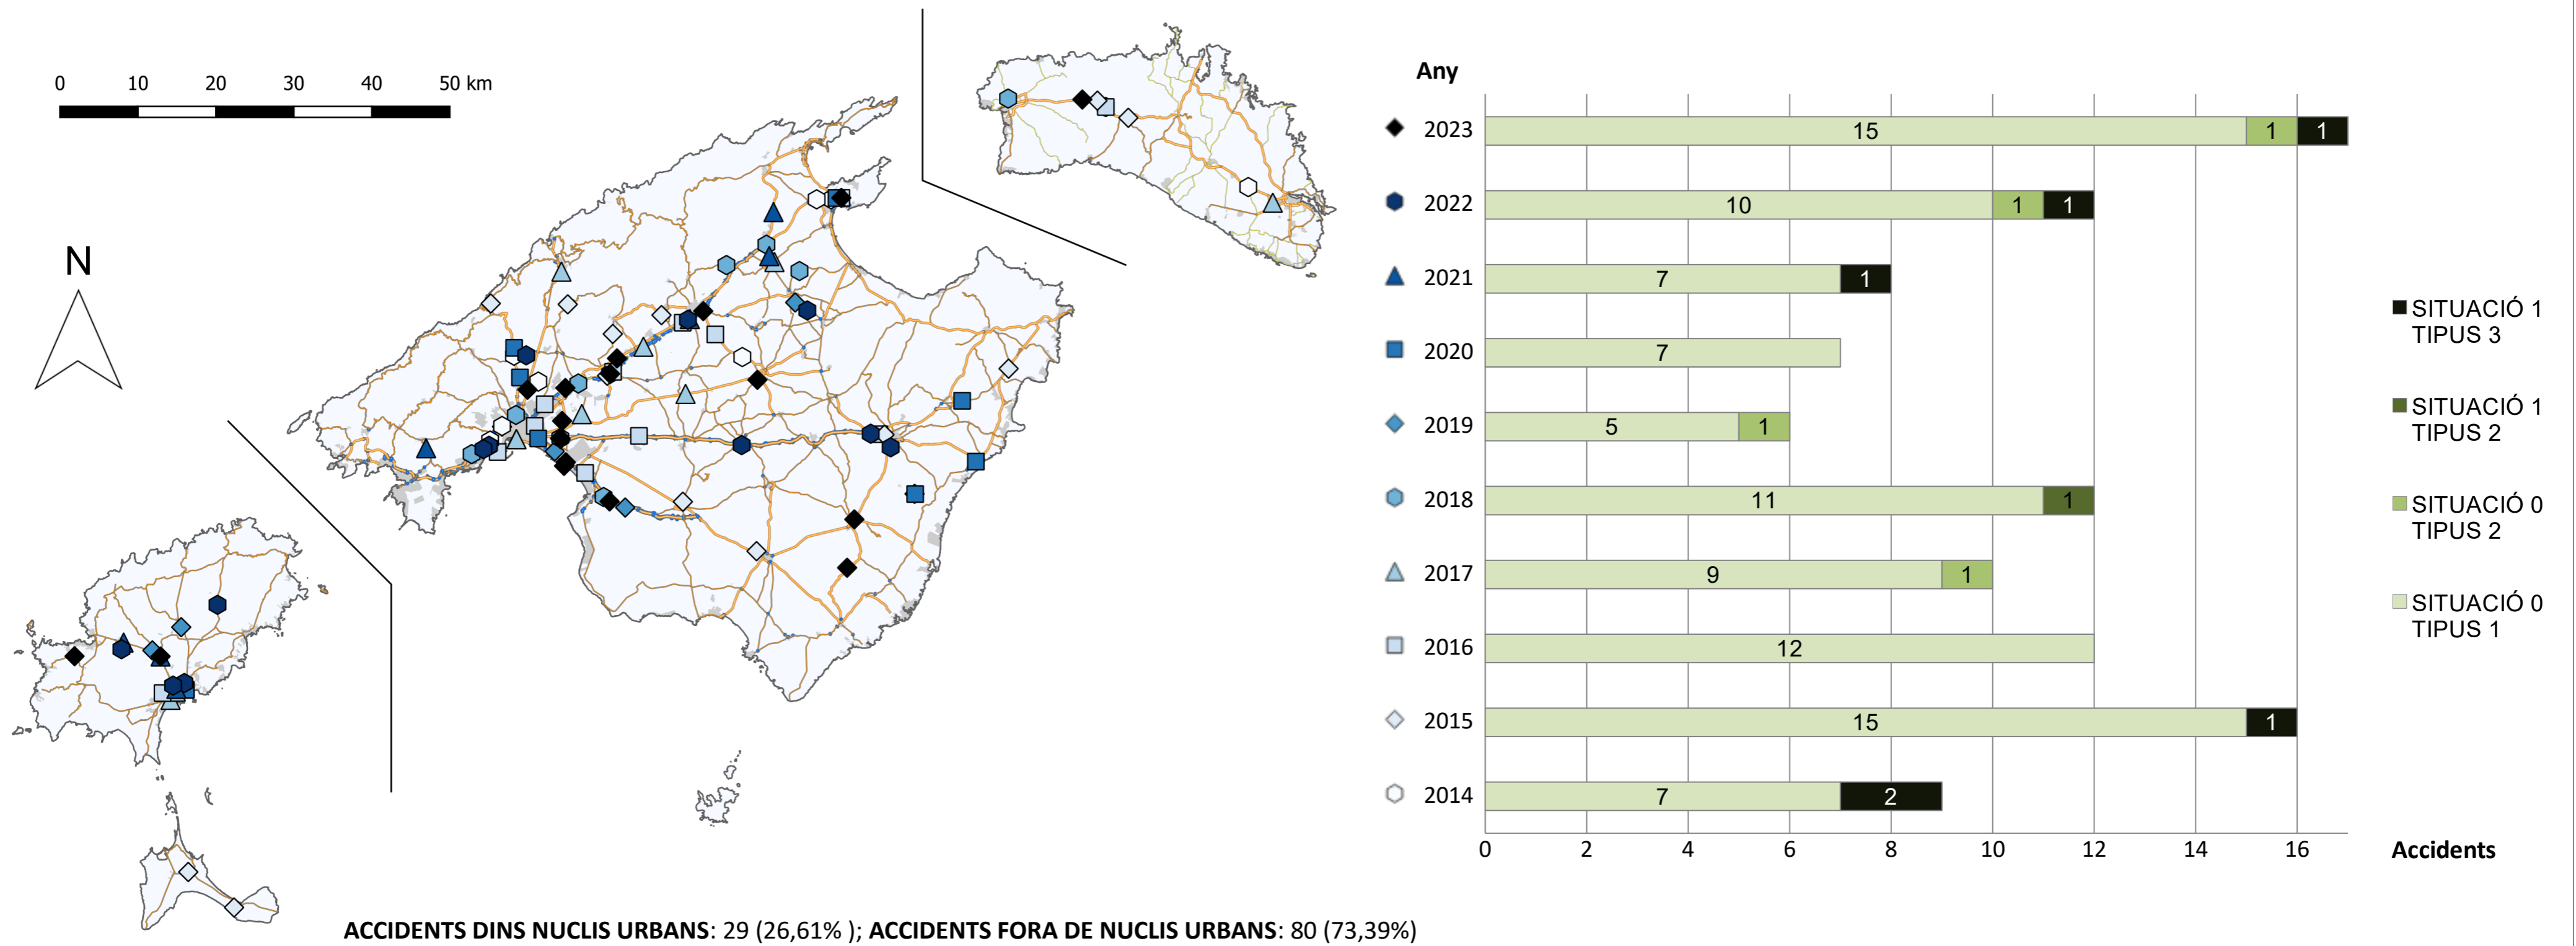 0 10 20 30 40 50 km
N
Any
2023 15 1 1
2022 10 1 1
2021 7 1
2020 7
2019 5 1
2018 11 1
2017 9 1
2016 12
2015 15 1
2014 7 2
0 2 4 6 8 10 12 14 16
Accidents
SITUACIÓ 1
TIPUS 3
SITUACIÓ 1
TIPUS 2
SITUACIÓ 0
TIPUS 2
SITUACIÓ 0
TIPUS 1
ACCIDENTS DINS NUCLIS URBANS: 29 (26,61% ); ACCIDENTS FORA DE NUCLIS URBANS: 80 (73,39%)